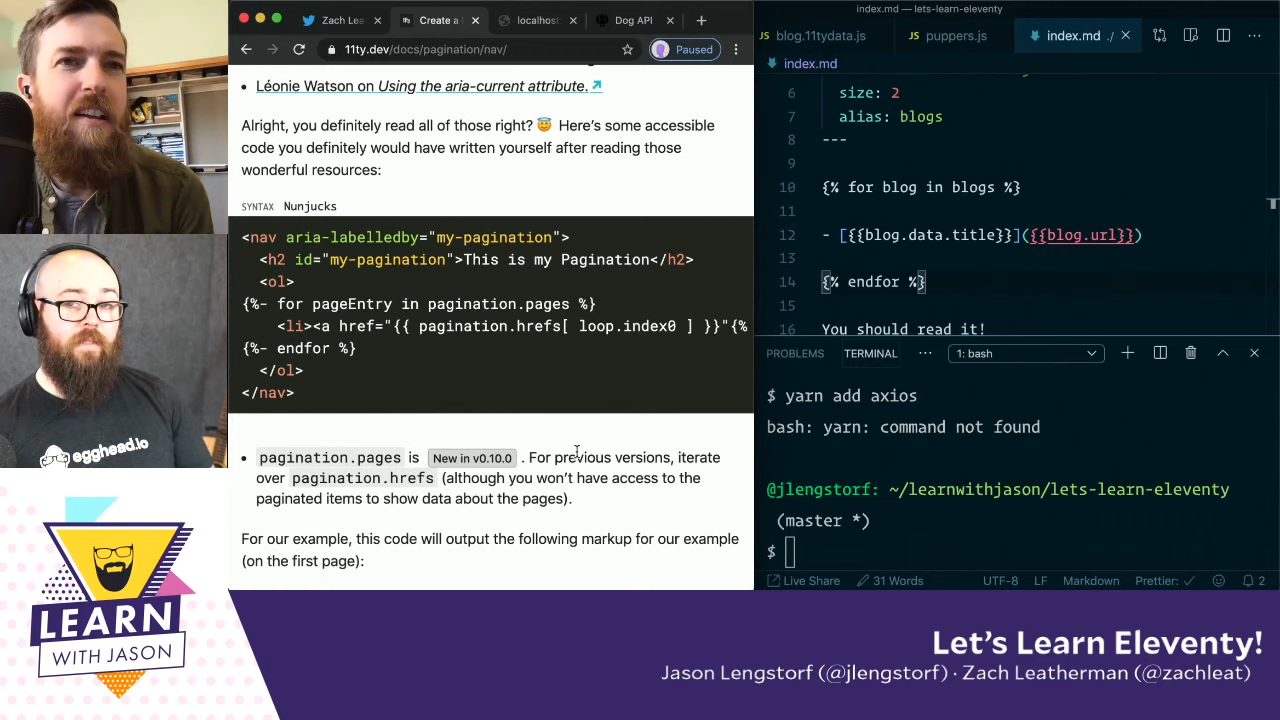 index.md — lets-learn-eleventy
Zach Lea
Create a
localhost:
Dog API
JS blog.11tydata.js
JS puppers.js
index.md ./
11ty.dev/docs/pagination/nav/
Paused
index.md
• Léonie Watson on Using the aria-current attribute.
Alright, you definitely read all of those right? 😇 Here’s some accessible
code you definitely would have written yourself after reading those
wonderful resources:
SYNTAX Nunjucks
<nav aria-labelledby="my-pagination">
<h2 id="my-pagination">This is my Pagination</h2>
<ol>
{%- for pageEntry in pagination.pages %}
<li><a href="{{ pagination.hrefs[ loop.index0 ] }}"{%
{%- endfor %}
</ol>
</nav>
• pagination.pages is New in v0.10.0 . For previous versions, iterate
over pagination.hrefs (although you won’t have access to the
paginated items to show data about the pages).
For our example, this code will output the following markup for our example
(on the first page):
6 size: 2
7 alias: blogs
8 ---
9
10 {% for blog in blogs %}
11
12 - [{{blog.data.title}}]({{blog.url}})
13
14 {% endfor %}
15
16 You should read it!
PROBLEMS TERMINAL ··· 1: bash
$ yarn add axios
bash: yarn: command not found
@jlengstorf: ~/learnwithjason/lets-learn-eleventy
(master *)
$
Live Share 31 Words UTF-8 LF Markdown Prettier: ✓ 2
egghead.io
LEARN
WITH JASON
Let’s Learn Eleventy!
Jason Lengstorf (@jlengstorf) · Zach Leatherman (@zachleat)